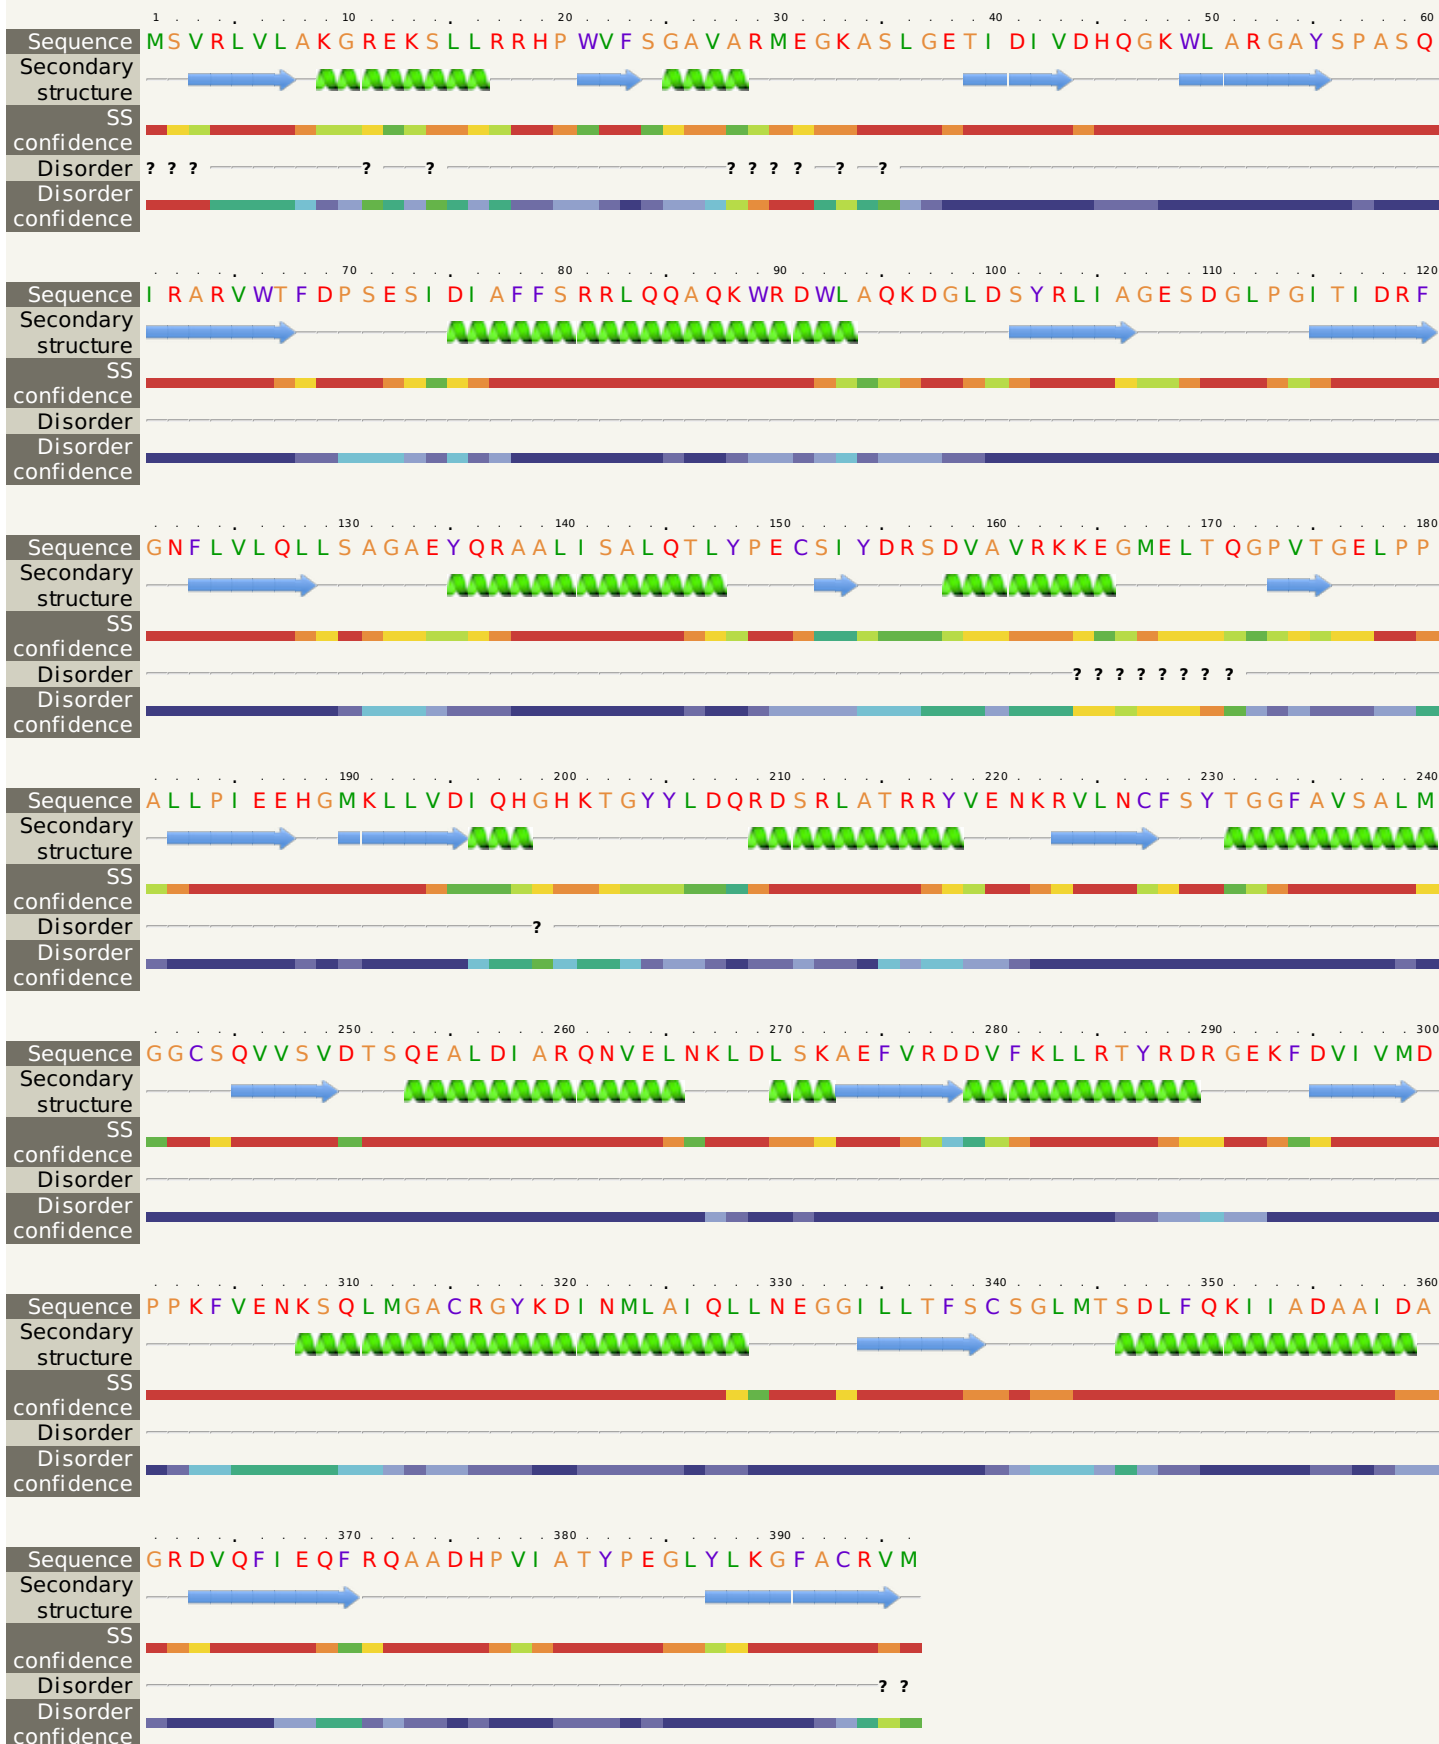 1 10 20 30 40 50 60
Sequence MSVRLVLAKGREKSLLRRHPWVFSGAVARMEGKASLGETIDIVDHQGKWLARGAYSPASQ
Secondary
structure
SS
confidence
Disorder ? ? ? ? ? ? ? ? ? ? ?
Disorder
confidence
70 80 90 100 110 120
Sequence IRARVWTFDPSESIDIAFFSRRLQQAQKWRDWLAQKDGLDSYRLIAGESDGLPGITIDRF
Secondary
structure
SS
confidence
Disorder
Disorder
confidence
130 140 150 160 170 180
Sequence GNFLVLQLLSAGAEYQRAALISALQTLYPECSIYDRSDVAVRKKEGMELTQGPVTGELPP
Secondary
structure
SS
confidence
Disorder ? ? ? ? ? ? ? ?
Disorder
confidence
190 200 210 220 230 240
Sequence ALLPIEEHGMKLLVDIQHGHKTGYYLDQRDSRLATRRYVENKRVLNCFSYTGGFAVSALM
Secondary
structure
SS
confidence
Disorder ?
Disorder
confidence
250 260 270 280 290 300
Sequence GGCSQVVSVDTSQEALDIARQNVELNKLDLSKAEFVRDDVFKLLRTYRDRGEKFDVIVMD
Secondary
structure
SS
confidence
Disorder
Disorder
confidence
310 320 330 340 350 360
Sequence PPKFVENKSQLMGACRGYKDINMLAIQLLNEGGILLTFSCSGLMTSDLFQKIIADAAIDA
Secondary
structure
SS
confidence
Disorder
Disorder
confidence
370 380 390
Sequence GRDVQFIEQFRQAADHPVIATYPEGLYLKGFACRVM
Secondary
structure
SS
confidence
Disorder ? ?
Disorder
confidence